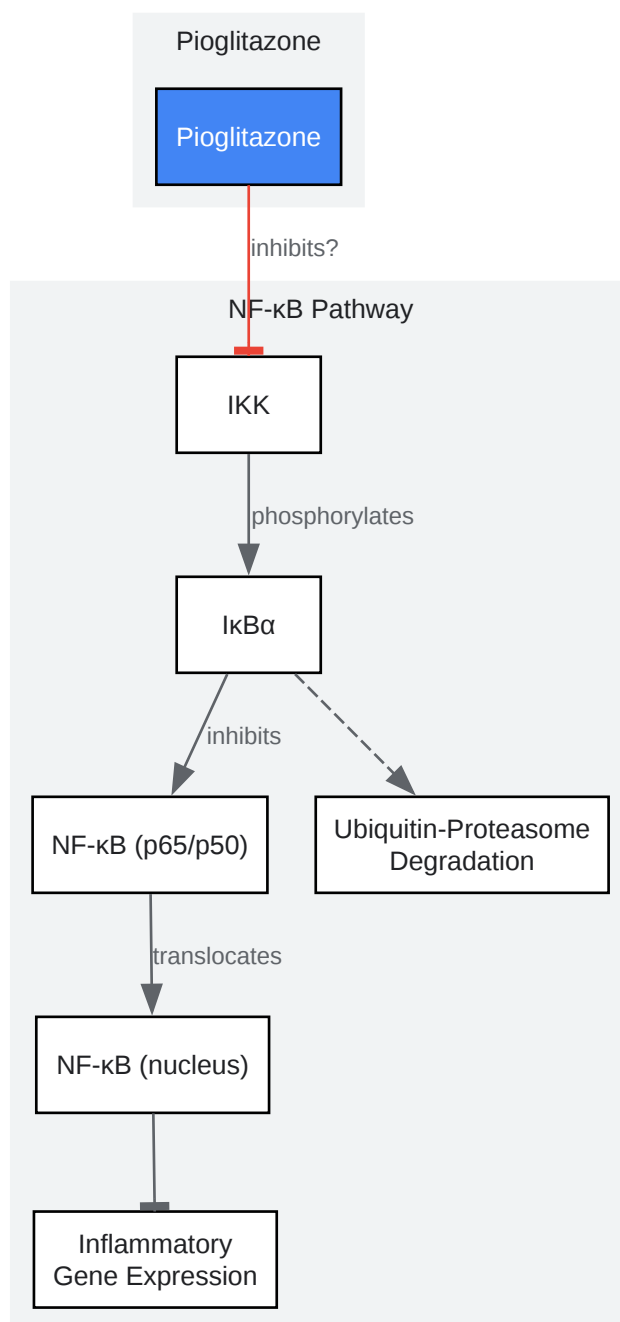 Pioglitazone
Pioglitazone
inhibits?
NF-κB Pathway
IKK
phosphorylates
IκBα
inhibits
NF-κB (p65/p50)
Ubiquitin-Proteasome
Degradation
translocates
NF-κB (nucleus)
Inflammatory
Gene Expression